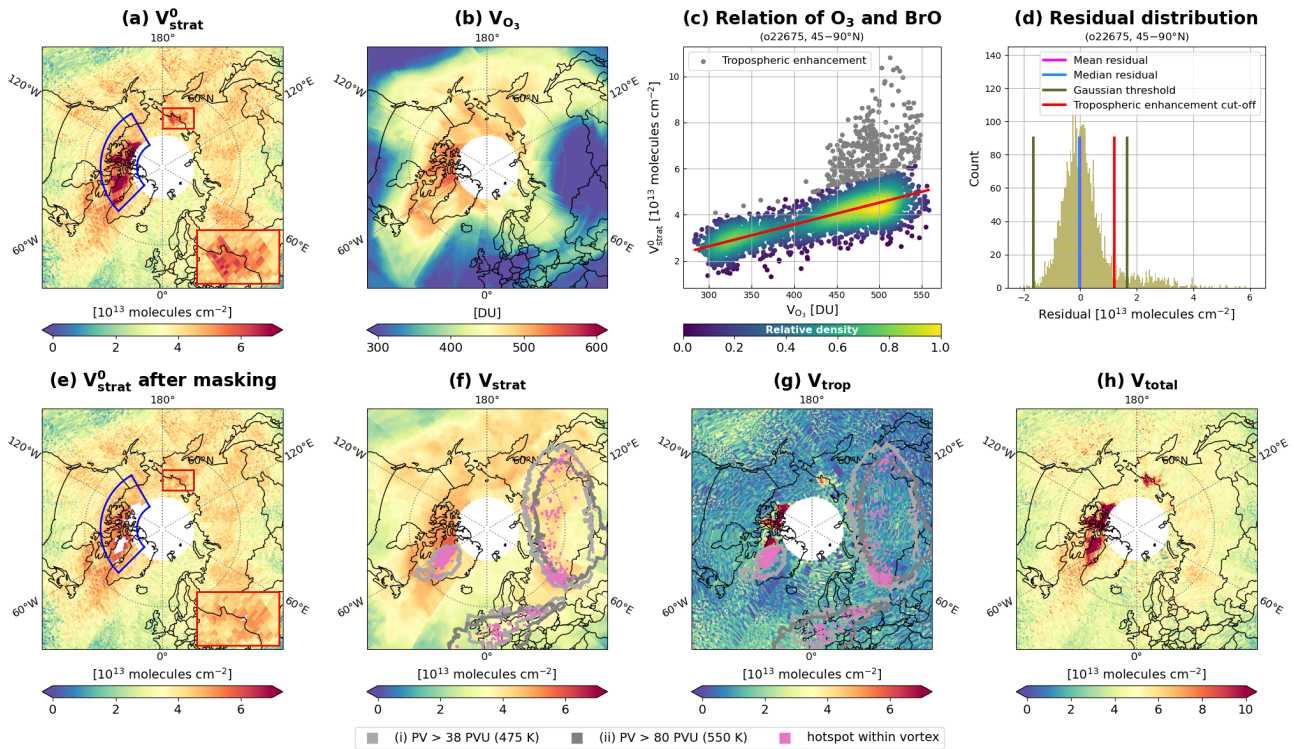 (a) V⁰strat
180°
120°W
120°E
60°N
60°W
60°E
0°
[10¹³ molecules cm⁻²]
0 2 4 6
(b) VO₃
180°
120°W
120°E
60°N
60°W
60°E
0°
[DU]
300 400 500 600
(c) Relation of O₃ and BrO
(o22675, 45−90°N)
Tropospheric enhancement
V⁰strat [10¹³ molecules cm⁻²]
10
8
6
4
2
300 350 400 450 500 550
VO₃ [DU]
Relative density
0.0 0.2 0.4 0.6 0.8 1.0
(d) Residual distribution
(o22675, 45−90°N)
Mean residual
Median residual
Gaussian threshold
Tropospheric enhancement cut-off
Count
140
120
100
80
60
40
20
0
−2 0 2 4 6
Residual [10¹³ molecules cm⁻²]
(e) V⁰strat after masking
180°
120°W
120°E
60°N
60°W
60°E
0°
[10¹³ molecules cm⁻²]
0 2 4 6
(f) Vstrat
180°
120°W
120°E
60°N
60°W
60°E
0°
[10¹³ molecules cm⁻²]
0 2 4 6
(g) Vtrop
180°
120°W
120°E
60°N
60°W
60°E
0°
[10¹³ molecules cm⁻²]
0 2 4 6
(h) Vtotal
180°
120°W
120°E
60°N
60°W
60°E
0°
[10¹³ molecules cm⁻²]
0 2 4 6 8 10
(i) PV > 38 PVU (475 K) (ii) PV > 80 PVU (550 K) hotspot within vortex